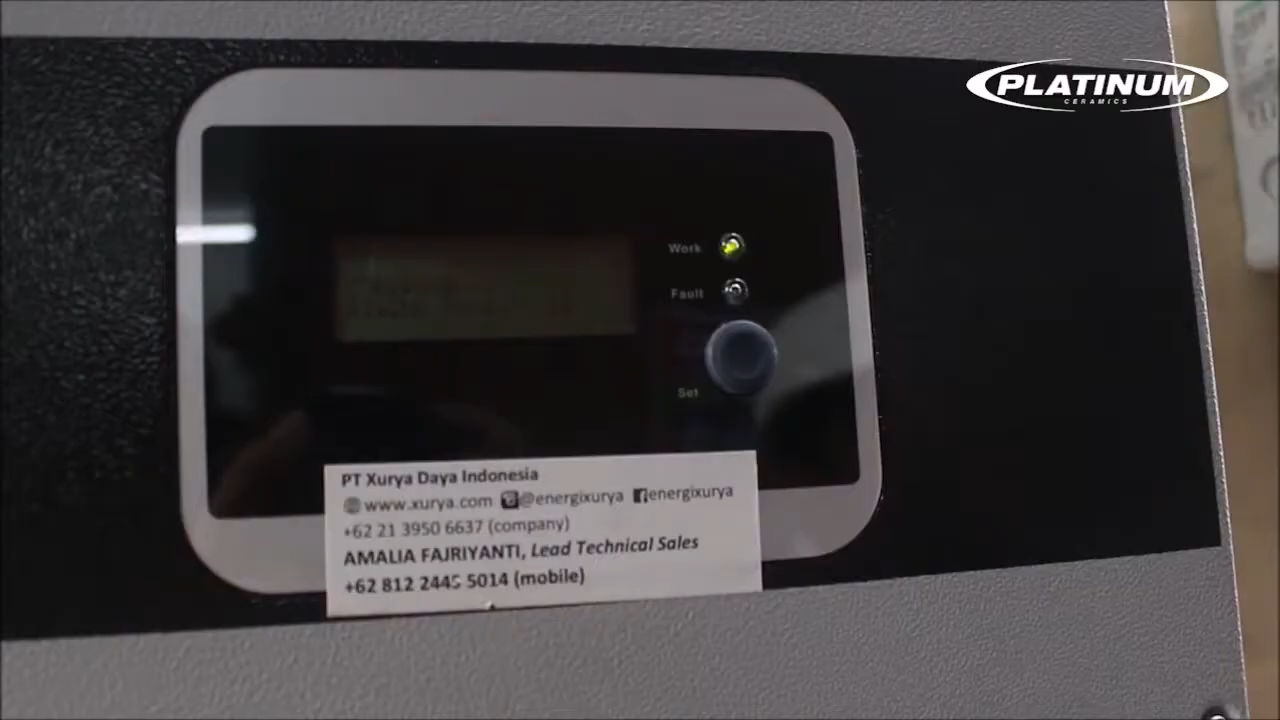 PLATINUM
CERAMICS
Work
Fault
Set
PT Xurya Daya Indonesia
www.xurya.com @energixurya energixurya
+62 21 3950 6637 (company)
AMALIA FAJRIYANTI, Lead Technical Sales
+62 812 2445 5014 (mobile)